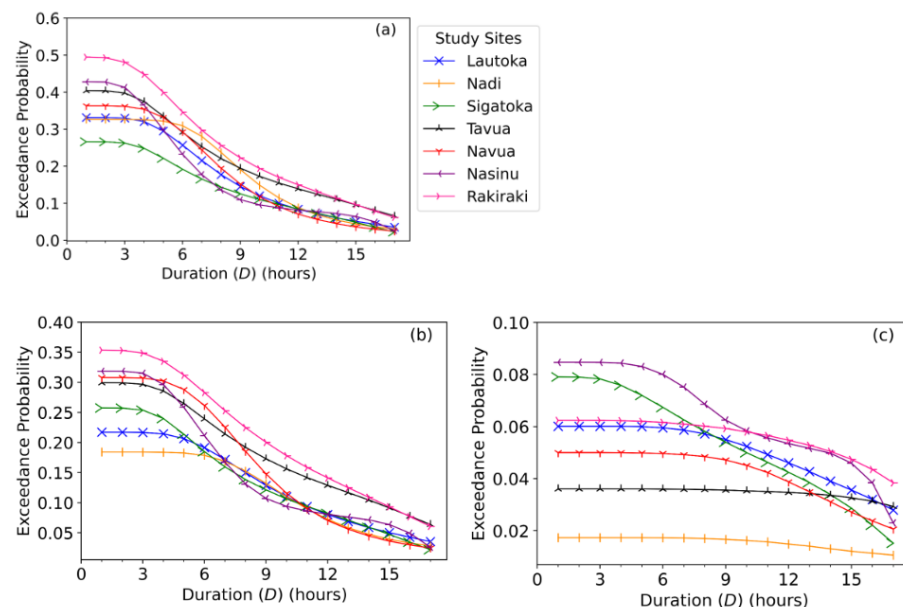 (a)
0.6
0.5
0.4
0.3
0.2
0.1
0.0
Exceedance Probability
0 3 6 9 12 15
Duration (D) (hours)
Study Sites
Lautoka
Nadi
Sigatoka
Tavua
Navua
Nasinu
Rakiraki
(b)
0.40
0.35
0.30
0.25
0.20
0.15
0.10
0.05
Exceedance Probability
0 3 6 9 12 15
Duration (D) (hours)
(c)
0.10
0.08
0.06
0.04
0.02
Exceedance Probability
0 3 6 9 12 15
Duration (D) (hours)